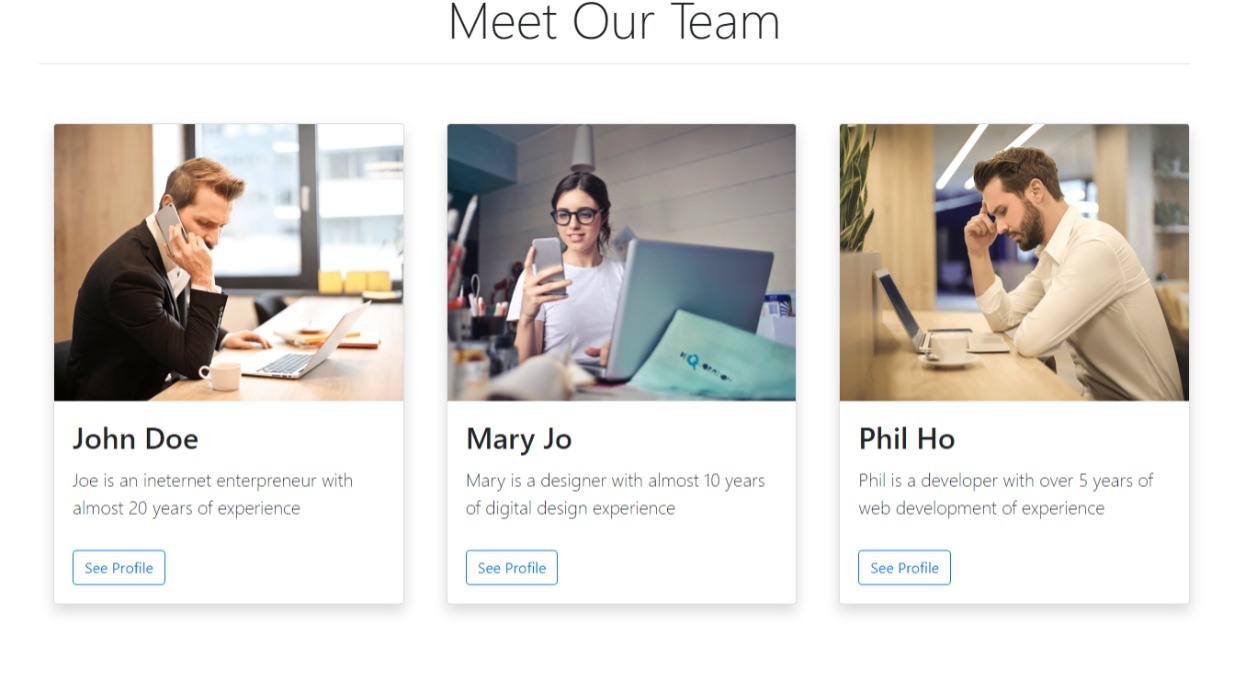 Meet Our Team
John Doe
Joe is an ineternet enterpreneur with
almost 20 years of experience
See Profile
Mary Jo
Mary is a designer with almost 10 years
of digital design experience
See Profile
Phil Ho
Phil is a developer with over 5 years of
web development of experience
See Profile